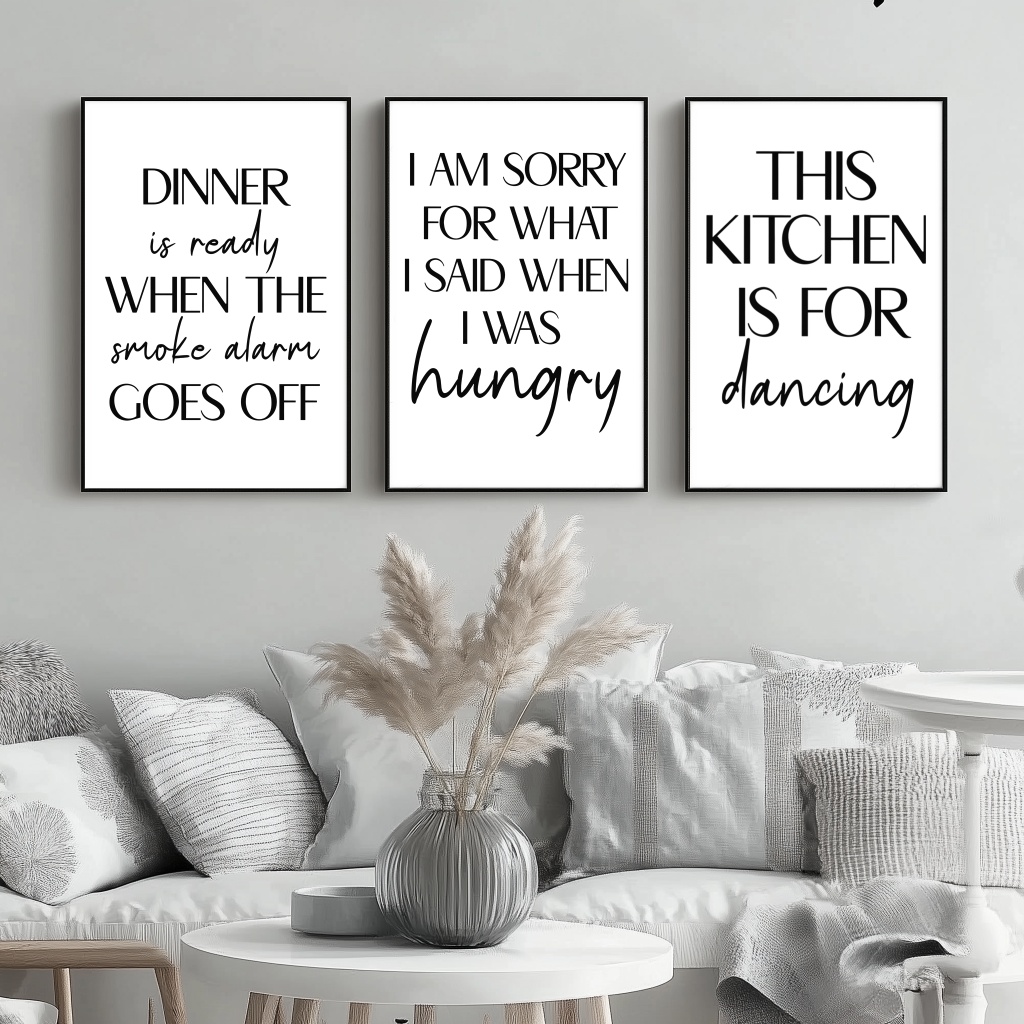 DINNER
is ready
WHEN THE
smoke alarm
GOES OFF
I AM SORRY
FOR WHAT
I SAID WHEN
I WAS
hungry
THIS
KITCHEN
IS FOR
dancing